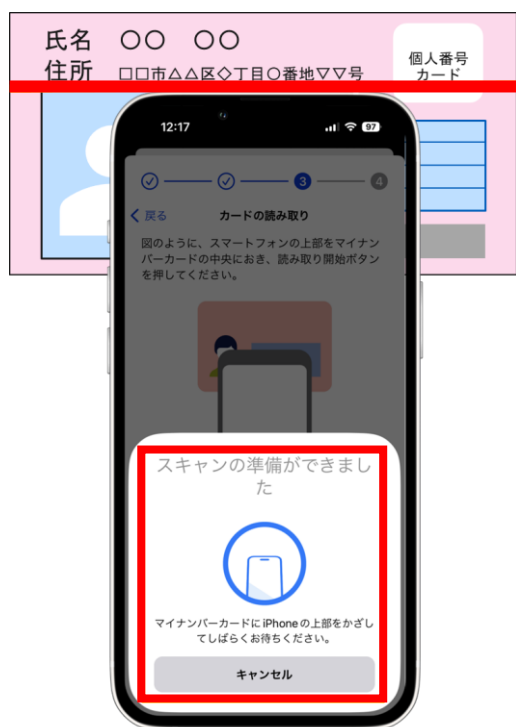 氏名 〇〇 〇〇
住所 □□市△△区◇丁目〇番地▽▽号
個人番号
カード
12:17
97
3
4
戻る
カードの読み取り
図のように、スマートフォンの上部をマイナン
バーカードの中央におき、読み取り開始ボタン
を押してください。
スキャンの準備ができまし
た
マイナンバーカードにiPhoneの上部をかざし
てしばらくお待ちください。
キャンセル